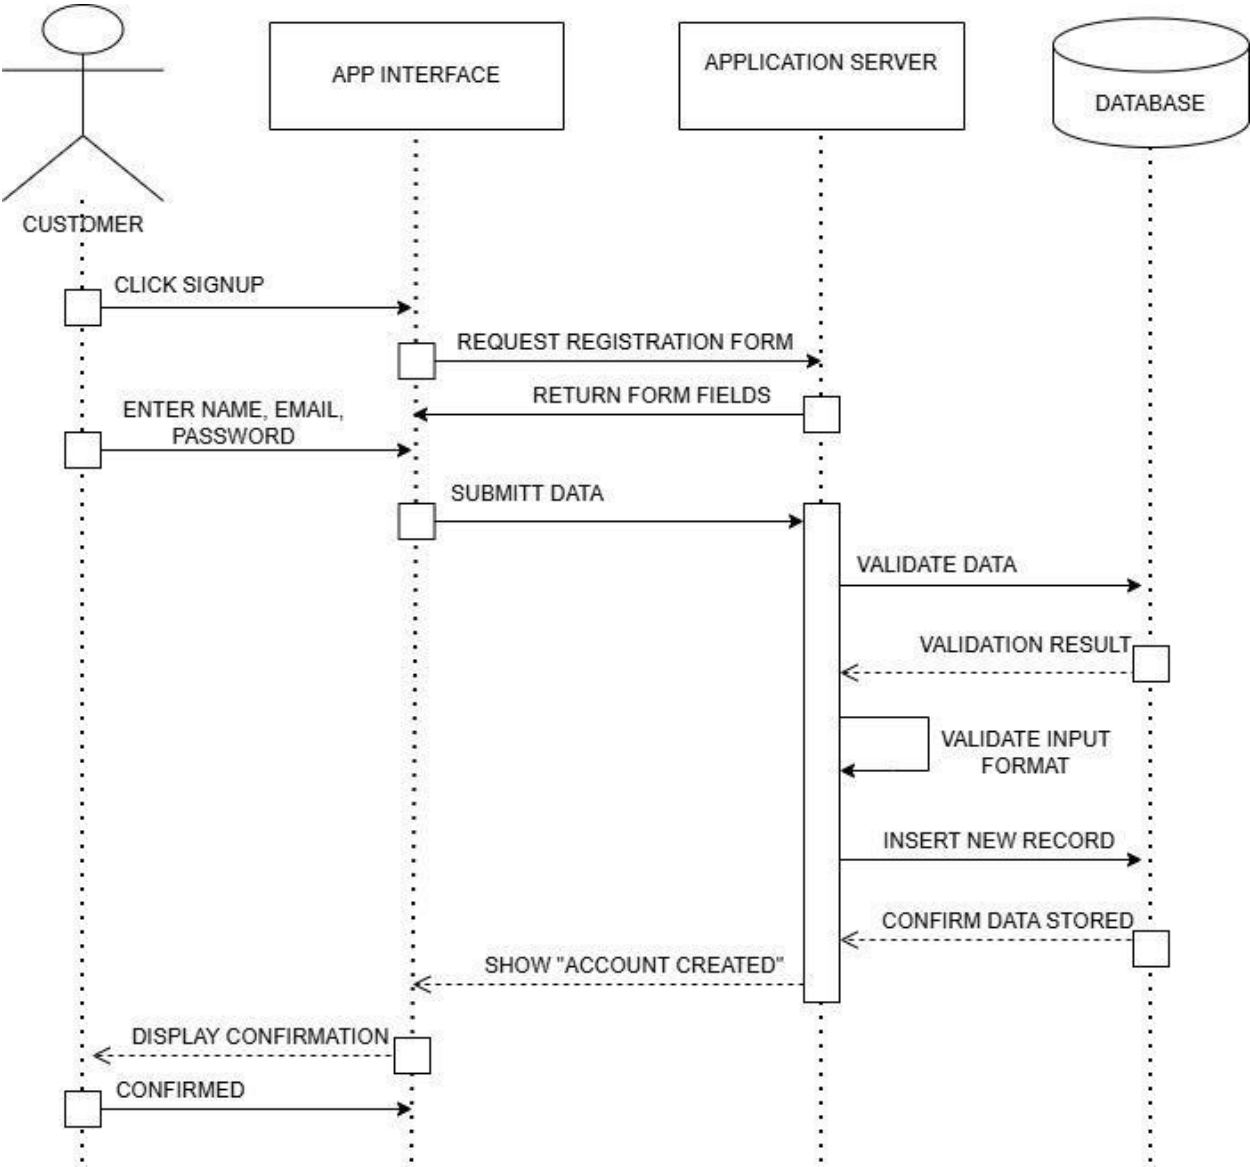 APP INTERFACE
APPLICATION SERVER
DATABASE
CUSTOMER
CLICK SIGNUP
REQUEST REGISTRATION FORM
RETURN FORM FIELDS
ENTER NAME, EMAIL,
PASSWORD
SUBMITT DATA
VALIDATE DATA
VALIDATION RESULT
VALIDATE INPUT
FORMAT
INSERT NEW RECORD
CONFIRM DATA STORED
SHOW "ACCOUNT CREATED"
DISPLAY CONFIRMATION
CONFIRMED